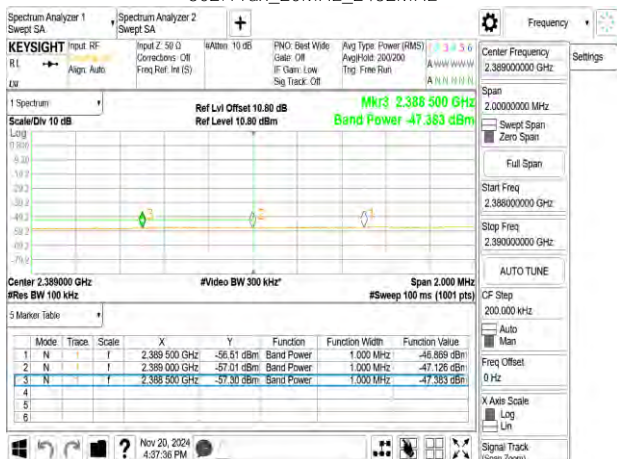 Spectrum Analyzer 1
Swept SA
Spectrum Analyzer 2
Swept SA
+
Frequency
KEYSIGHT
Input: RF
Align: Auto
Input Z: 50 Ω
Corrections: Off
Freq Ref: Int (S)
#Atten: 10 dB
PNO: Best Wide
Gate: Off
IF Gain: Low
Sig Track: Off
Avg Type: Power (RMS)
Avg|Hold: 200/200
Trig: Free Run
1 2 3 4 5 6
A W W W W W
A N N N N N
Settings
1 Spectrum
Scale/Div 10 dB
Log
Ref Lvl Offset 10.80 dB
Ref Level 10.80 dBm
Mkr3 2.388 500 GHz
Band Power -47.383 dBm
3
2
1
Center 2.389000 GHz
#Res BW 100 kHz
#Video BW 300 kHz*
Span 2.000 MHz
#Sweep 100 ms (1001 pts)
5 Marker Table
Mode Trace Scale X Y Function Function Width Function Value
1 N 1 f 2.389 500 GHz -56.51 dBm Band Power 1.000 MHz -46.869 dBm
2 N 1 f 2.389 000 GHz -57.01 dBm Band Power 1.000 MHz -47.126 dBm
3 N 1 f 2.388 500 GHz -57.30 dBm Band Power 1.000 MHz -47.383 dBm
4
5
6
Nov 20, 2024
4:37:36 PM
Center Frequency
2.389000000 GHz
Span
2.00000000 MHz
Swept Span
Zero Span
Full Span
Start Freq
2.388000000 GHz
Stop Freq
2.390000000 GHz
AUTO TUNE
CF Step
200.000 kHz
Auto
Man
Freq Offset
0 Hz
X Axis Scale
Log
Lin
Signal Track